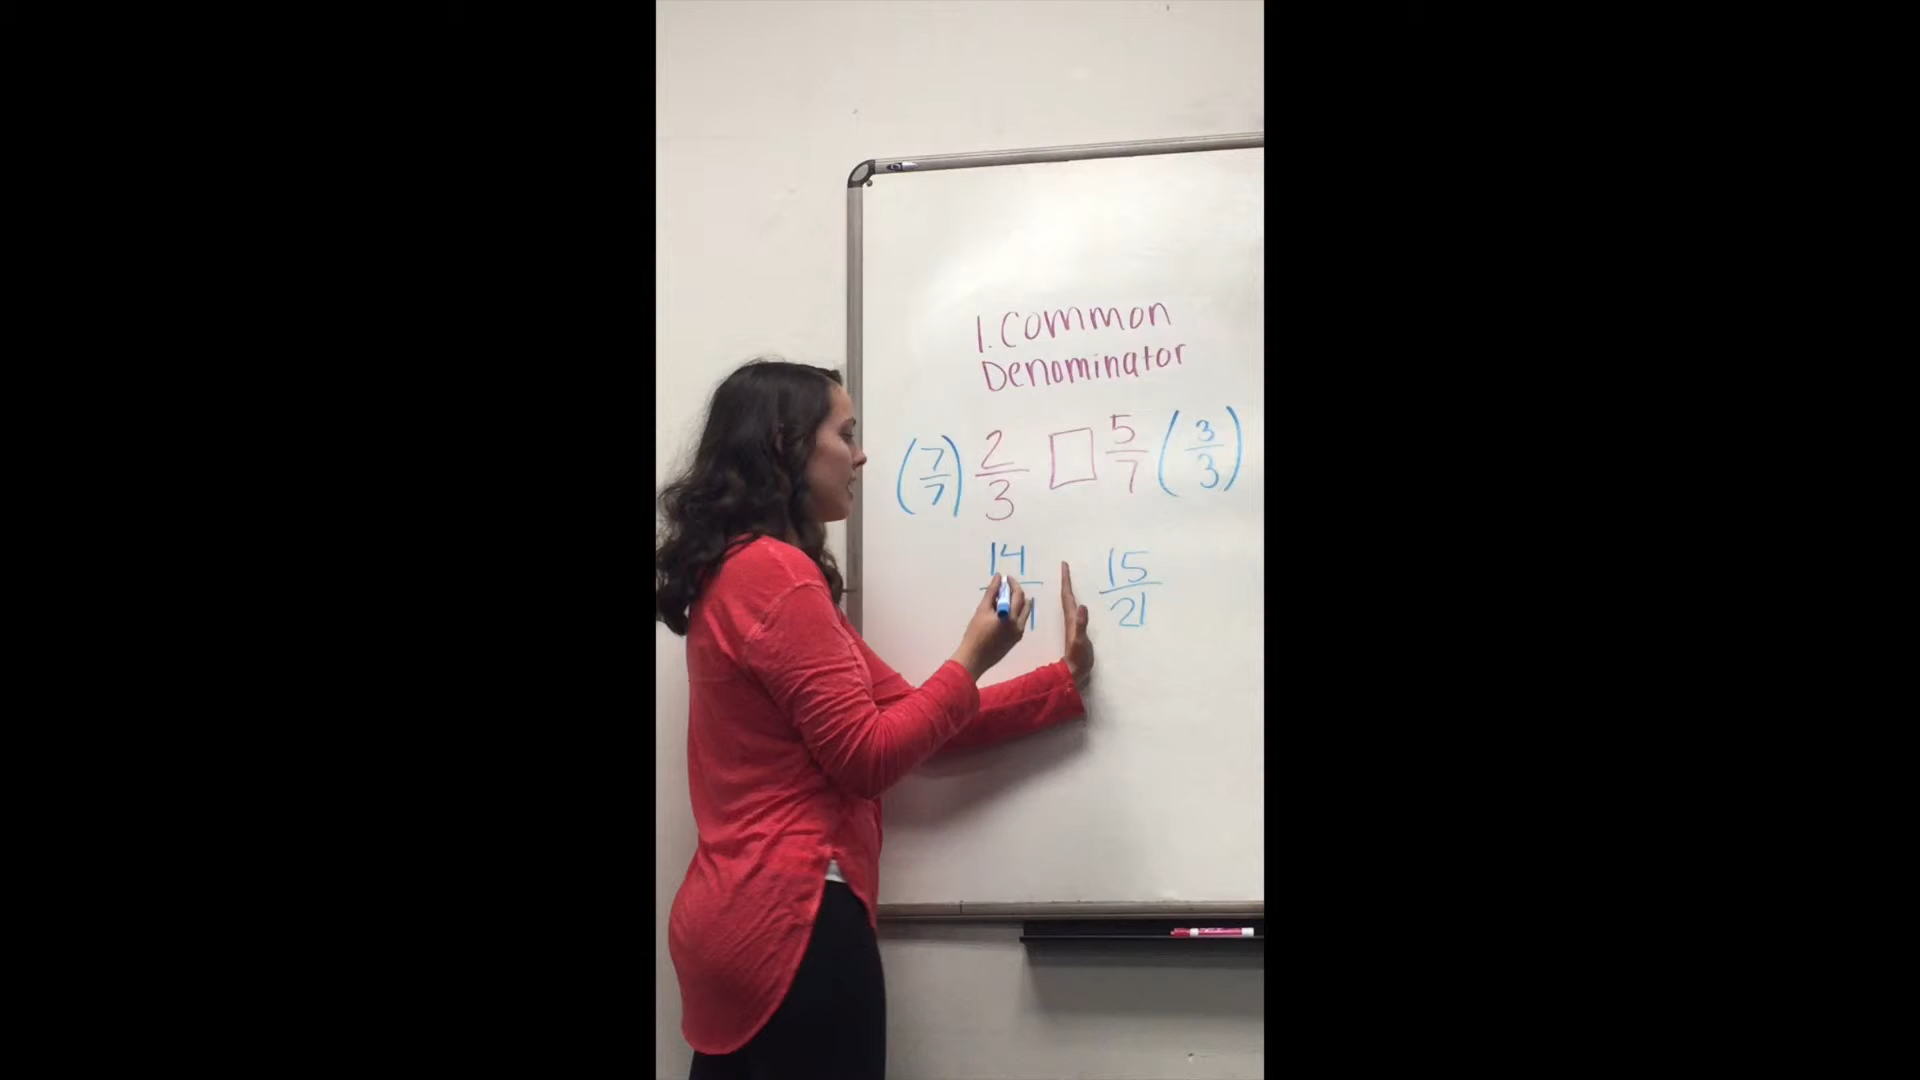 1. Common
Denominator
(7/7) 2/3 □ 5/7 (3/3)
14 15/21